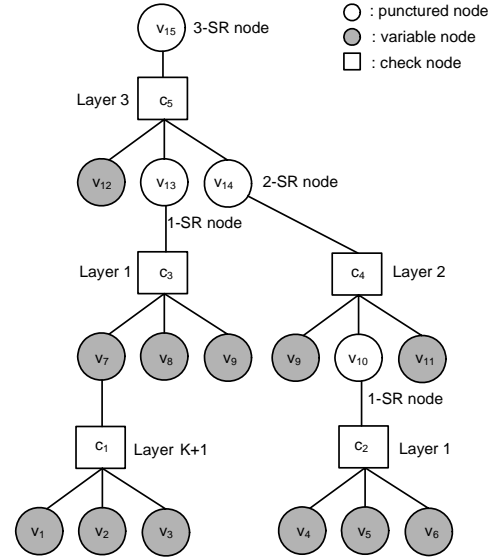 v15 3-SR node
: punctured node
: variable node
: check node
Layer 3 c5
v12 v13 v14 2-SR node
1-SR node
Layer 1 c3 c4 Layer 2
v7 v8 v9 v9 v10 v11
1-SR node
c1 Layer K+1 c2 Layer 1
v1 v2 v3 v4 v5 v6